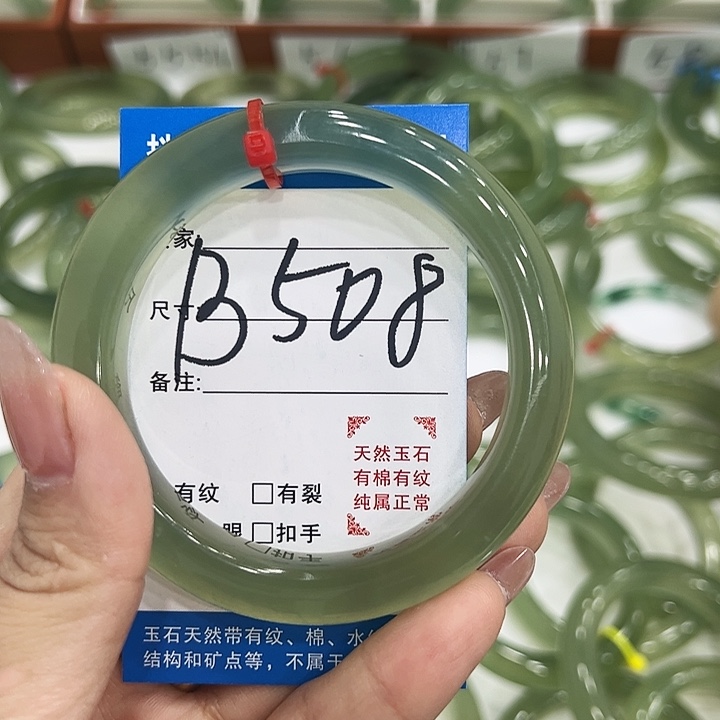 家:
B508
尺寸
备注:
天然玉石
有棉有纹
纯属正常
有纹 □有裂
□扣手
玉石天然带有纹、棉、水
结构和矿点等，不属于